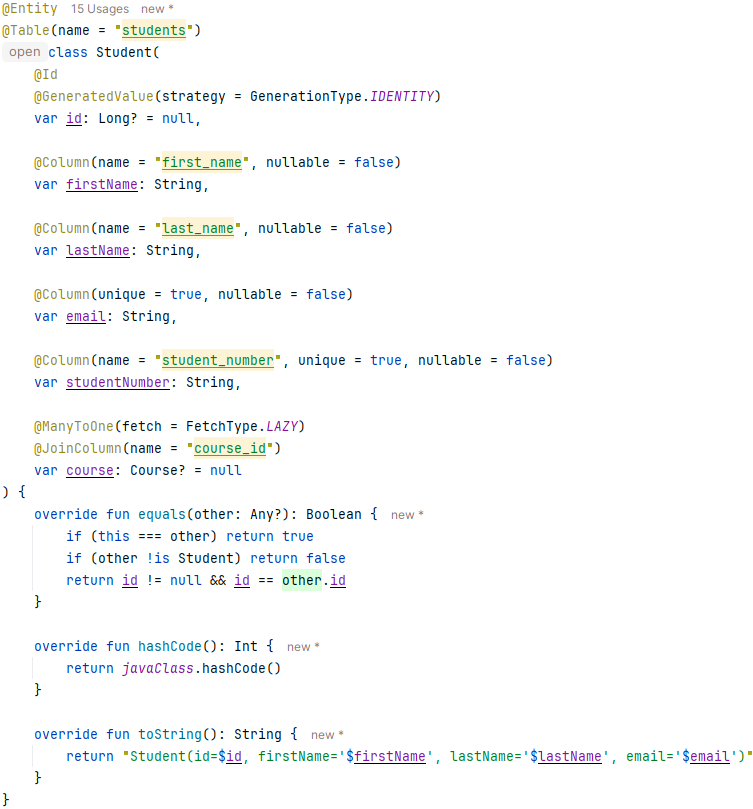 @Entity 15 Usages new *
@Table(name = "students")
open class Student(
    @Id
    @GeneratedValue(strategy = GenerationType.IDENTITY)
    var id: Long? = null,

    @Column(name = "first_name", nullable = false)
    var firstName: String,

    @Column(name = "last_name", nullable = false)
    var lastName: String,

    @Column(unique = true, nullable = false)
    var email: String,

    @Column(name = "student_number", unique = true, nullable = false)
    var studentNumber: String,

    @ManyToOne(fetch = FetchType.LAZY)
    @JoinColumn(name = "course_id")
    var course: Course? = null
) {
    override fun equals(other: Any?): Boolean { new *
        if (this === other) return true
        if (other !is Student) return false
        return id != null && id == other.id
    }

    override fun hashCode(): Int { new *
        return javaClass.hashCode()
    }

    override fun toString(): String { new *
        return "Student(id=$id, firstName='$firstName', lastName='$lastName', email='$email')"
    }
}